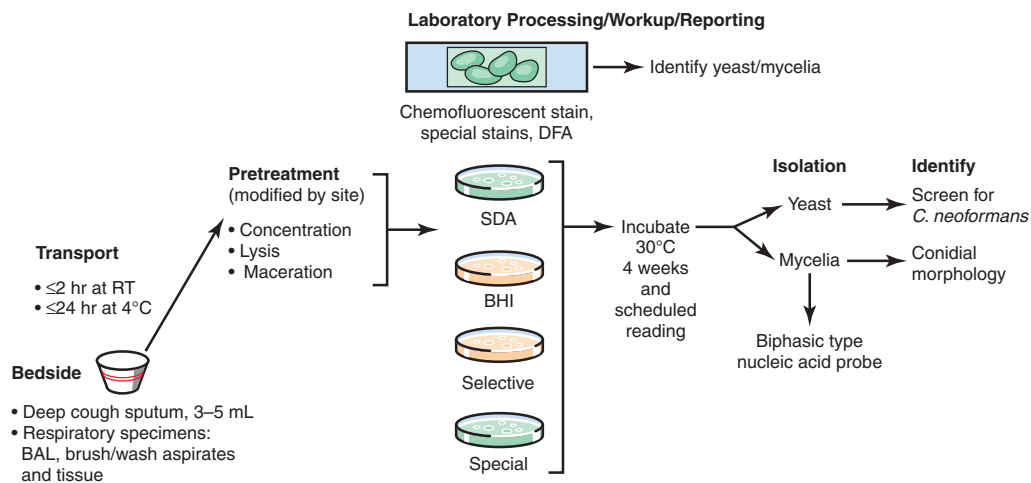 Laboratory Processing/Workup/Reporting
Identify yeast/mycelia
Chemofluorescent stain,
special stains, DFA
Pretreatment
(modified by site)
• Concentration
• Lysis
• Maceration
Transport
• ≤2 hr at RT
• ≤24 hr at 4°C
Bedside
• Deep cough sputum, 3–5 mL
• Respiratory specimens:
BAL, brush/wash aspirates
and tissue
SDA
BHI
Selective
Special
Incubate
30°C
4 weeks
and
scheduled
reading
Isolation
Yeast
Mycelia
Biphasic type
nucleic acid probe
Identify
Screen for
C. neoformans
Conidial
morphology